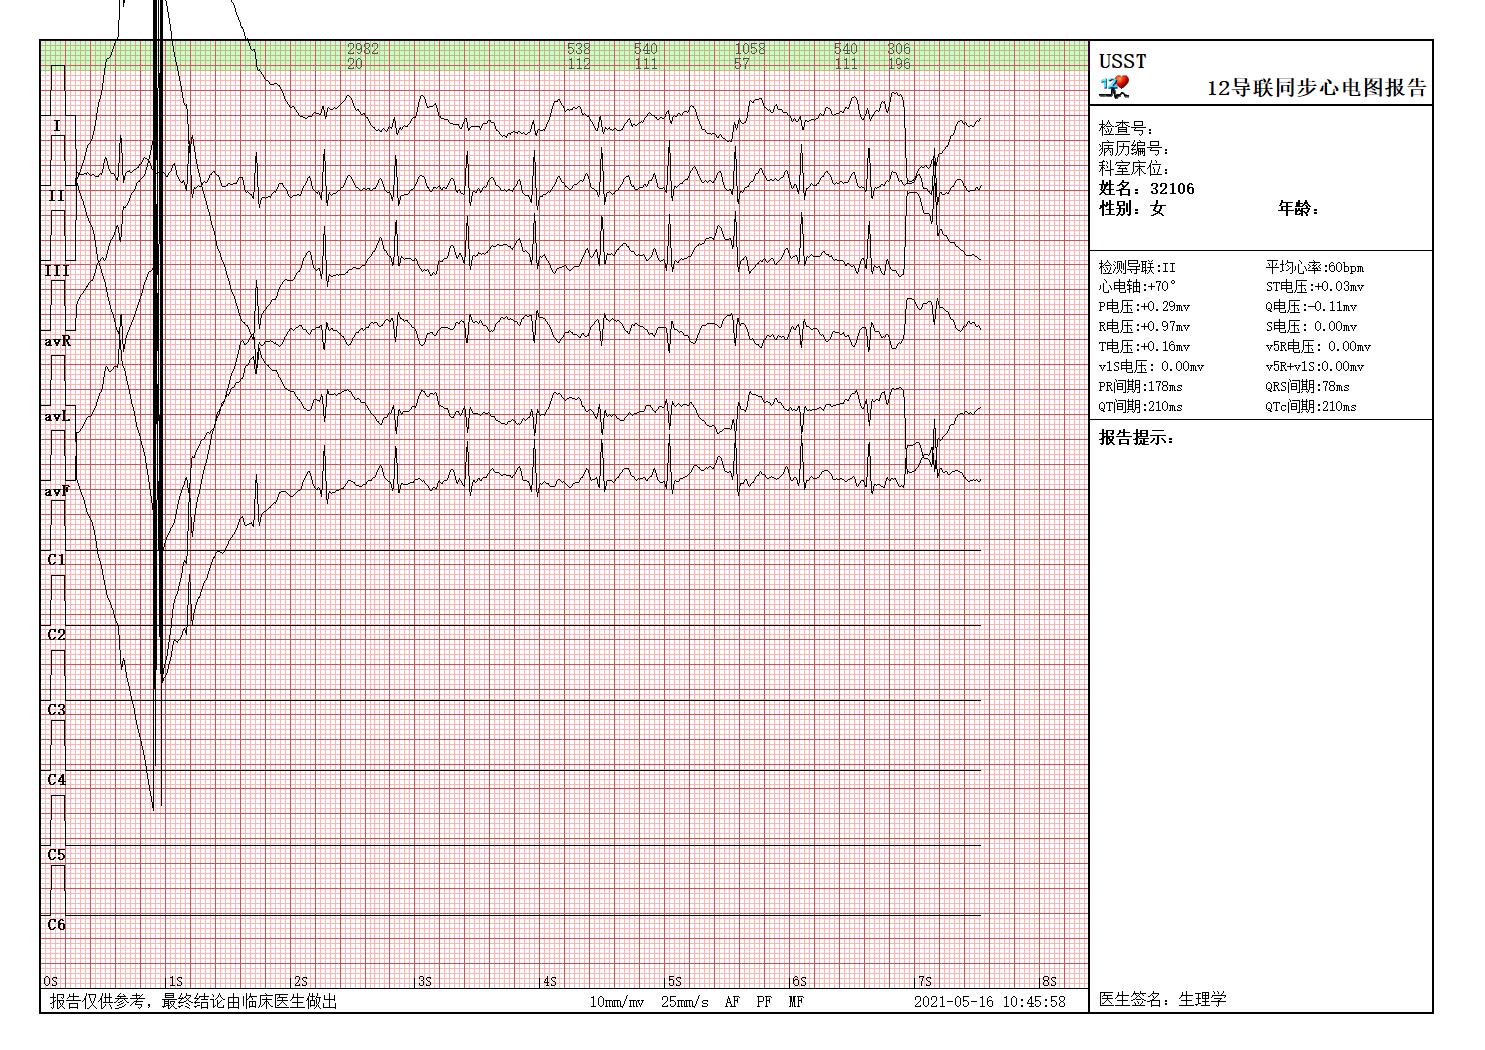 2982 538 540 1058 540 306
20 112 111 57 111 196
I
II
III
avR
avL
avF
C1
C2
C3
C4
C5
C6
0S 1S 2S 3S 4S 5S 6S 7S 8S
报告仅供参考，最终结论由临床医生做出 10mm/mv 25mm/s AF PF MF 2021-05-16 10:45:58
USST
12
12导联同步心电图报告
检查号：
病历编号：
科室床位：
姓名：32106
性别：女 年龄：
检测导联:II 平均心率:60bpm
心电轴:+70° ST电压:+0.03mv
P电压:+0.29mv Q电压:-0.11mv
R电压:+0.97mv S电压: 0.00mv
T电压:+0.16mv v5R电压: 0.00mv
v1S电压: 0.00mv v5R+v1S:0.00mv
PR间期:178ms QRS间期:78ms
QT间期:210ms QTc间期:210ms
报告提示：
医生签名：生理学